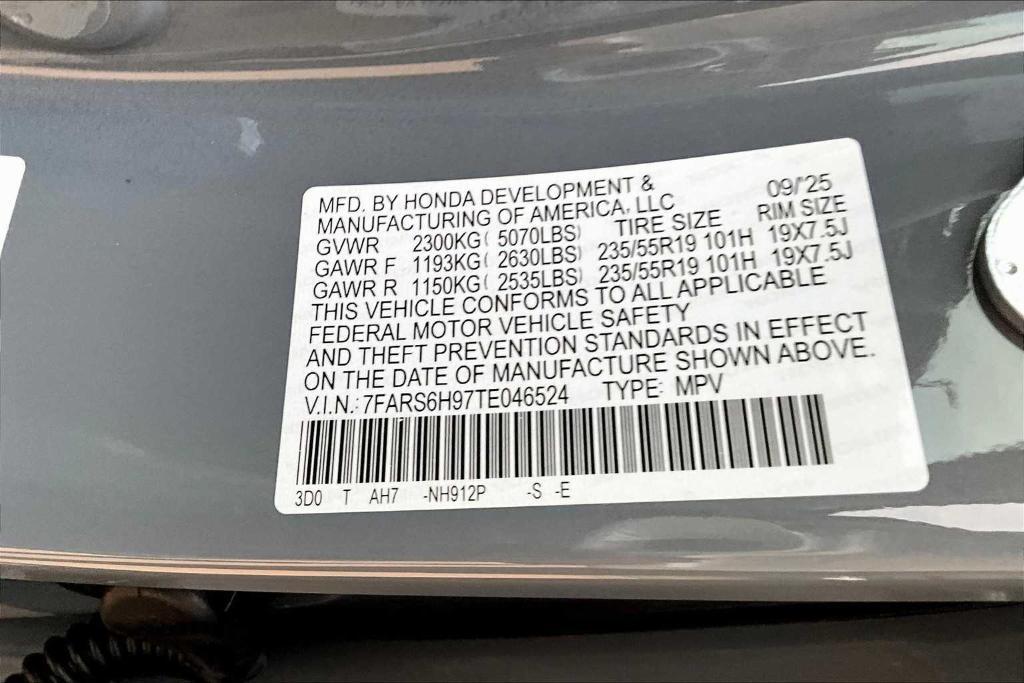 MFD. BY HONDA DEVELOPMENT & 09/'25
MANUFACTURING OF AMERICA, LLC
GVWR 2300KG( 5070LBS) TIRE SIZE RIM SIZE
GAWR F 1193KG( 2630LBS) 235/55R19 101H 19X7.5J
GAWR R 1150KG( 2535LBS) 235/55R19 101H 19X7.5J
THIS VEHICLE CONFORMS TO ALL APPLICABLE
FEDERAL MOTOR VEHICLE SAFETY
AND THEFT PREVENTION STANDARDS IN EFFECT
ON THE DATE OF MANUFACTURE SHOWN ABOVE.
V.I.N.: 7FARS6H97TE046524 TYPE: MPV
3D0 T AH7 -NH912P -S -E